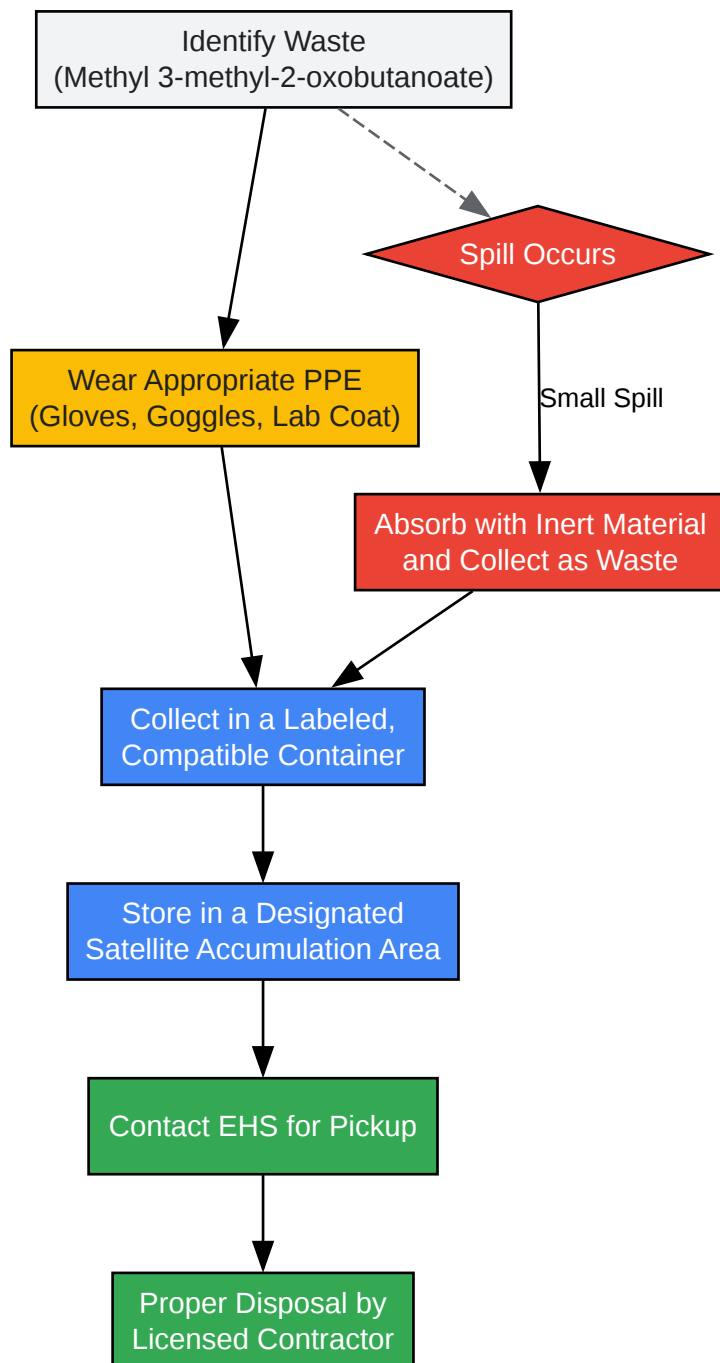 Identify Waste
(Methyl 3-methyl-2-oxobutanoate)
Spill Occurs
Wear Appropriate PPE
(Gloves, Goggles, Lab Coat)
Small Spill
Absorb with Inert Material
and Collect as Waste
Collect in a Labeled,
Compatible Container
Store in a Designated
Satellite Accumulation Area
Contact EHS for Pickup
Proper Disposal by
Licensed Contractor